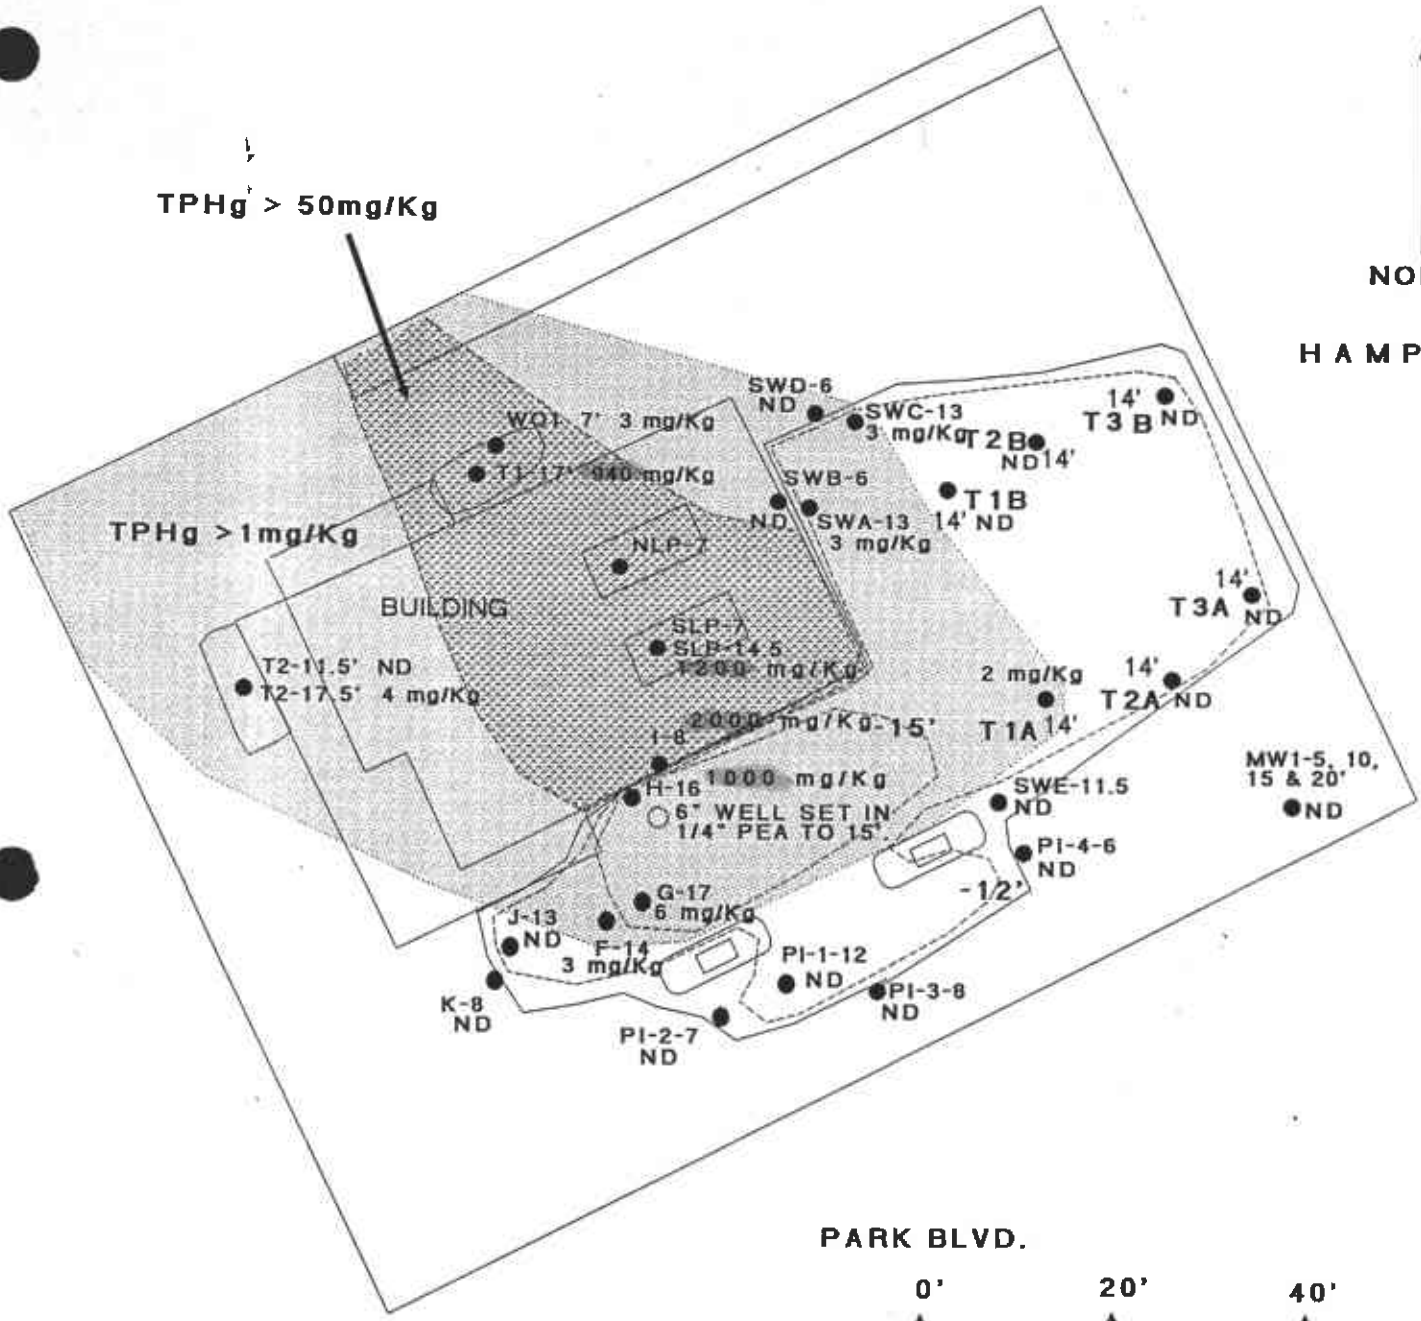 TPHg > 50mg/Kg
NO
HAMP
SWD-6
ND
SWC-13
3 mg/Kg
T2B
ND 14'
14'
T3B ND
WO1 7' 3 mg/Kg
T1-17' 940 mg/Kg
SWB-6
ND
SWA-13
3 mg/Kg
T1B
14' ND
TPHg >1mg/Kg
NLP-7
BUILDING
14'
T3A ND
SLP-7
SLP-14.5
1200 mg/Kg
T2-11.5' ND
T2-17.5' 4 mg/Kg
2 mg/Kg
T1A 14'
14'
T2A ND
2000 mg/Kg -15'
I-8
1000 mg/Kg
H-16
6" WELL SET IN
1/4" PEA TO 15'.
SWE-11.5
ND
MW1-5, 10,
15 & 20'
ND
PI-4-6
ND
-12'
G-17
6 mg/Kg
J-13
ND
F-14
3 mg/Kg
K-8
ND
PI-1-12
ND
PI-3-8
ND
PI-2-7
ND
PARK BLVD.
0' 20' 40'